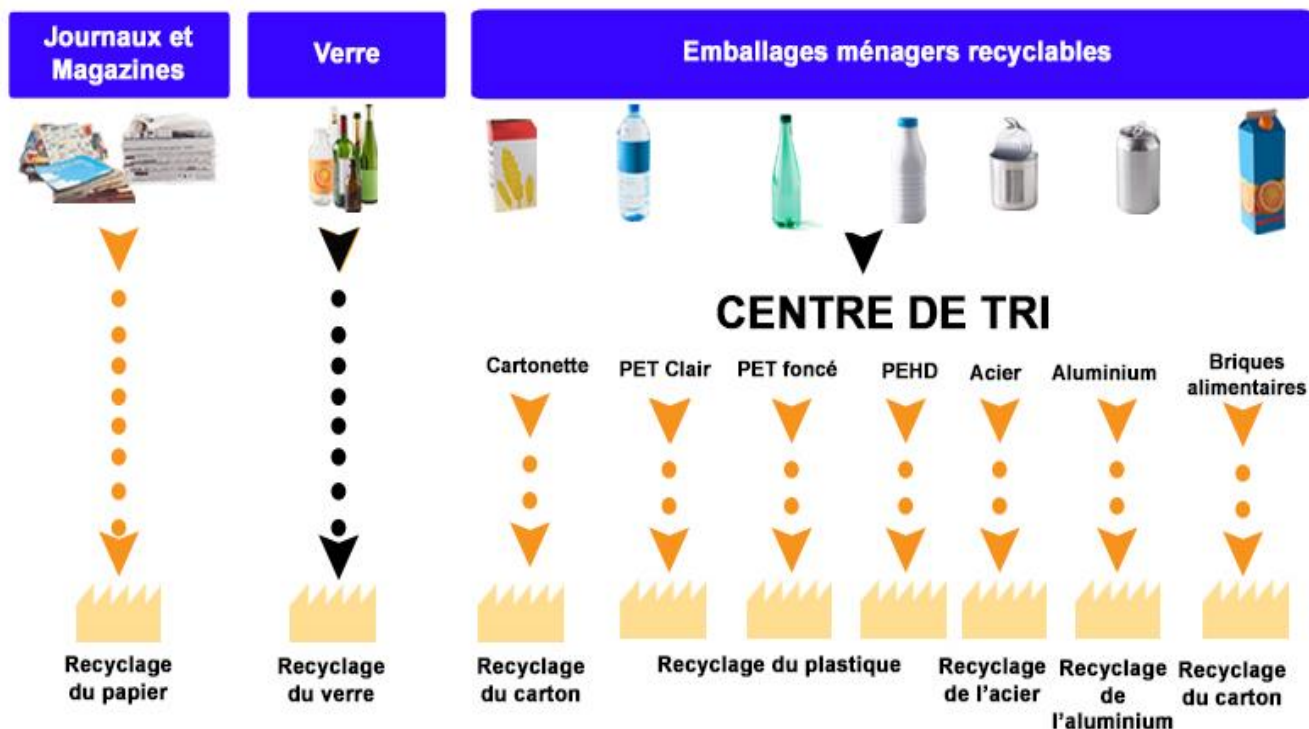 Journaux et
Magazines
Verre
Emballages ménagers recyclables
CENTRE DE TRI
Cartonette
PET Clair
PET foncé
PEHD
Acier
Aluminium
Briques
alimentaires
Recyclage
du papier
Recyclage
du verre
Recyclage
du carton
Recyclage du plastique
Recyclage
de l'acier
Recyclage
de
l'aluminium
Recyclage
du carton